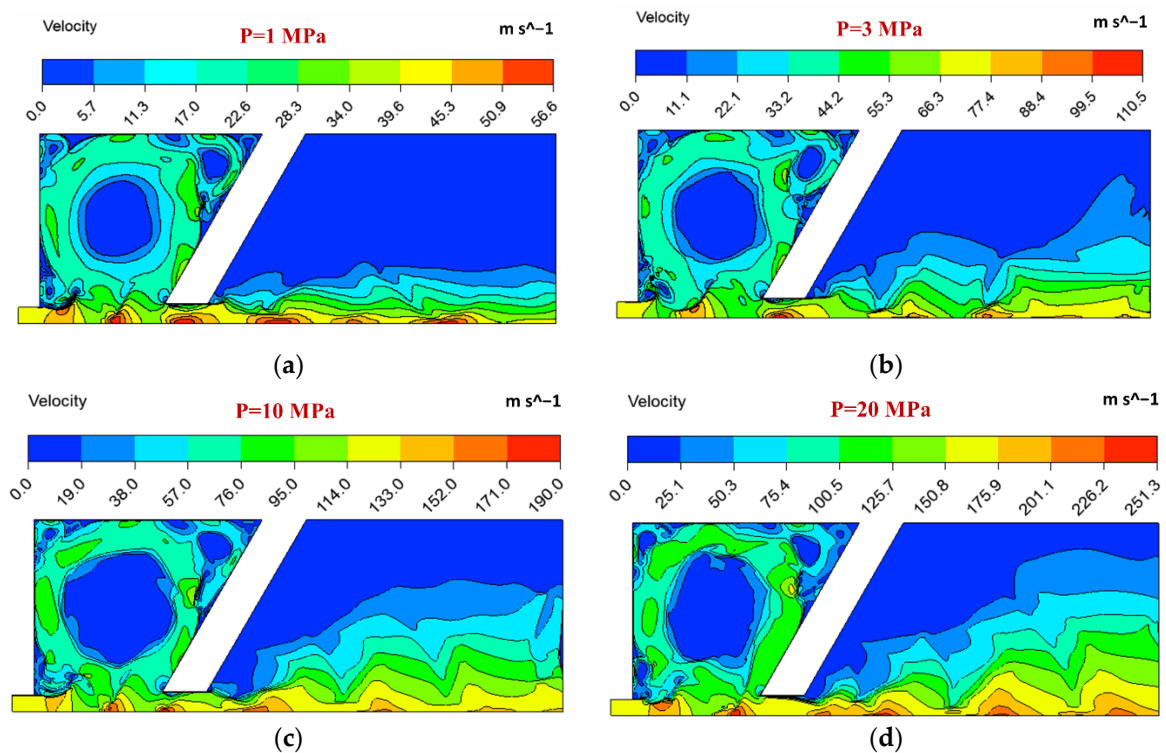 Velocity
P=1 MPa
m s^−1
0.0 5.7 11.3 17.0 22.6 28.3 34.0 39.6 45.3 50.9 56.6
(a)
Velocity
P=3 MPa
m s^−1
0.0 11.1 22.1 33.2 44.2 55.3 66.3 77.4 88.4 99.5 110.5
(b)
Velocity
P=10 MPa
m s^−1
0.0 19.0 38.0 57.0 76.0 95.0 114.0 133.0 152.0 171.0 190.0
(c)
Velocity
P=20 MPa
m s^−1
0.0 25.1 50.3 75.4 100.5 125.7 150.8 175.9 201.1 226.2 251.3
(d)